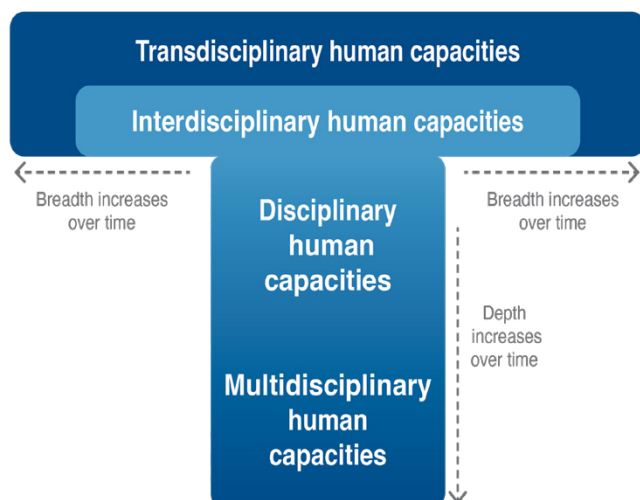 Transdisciplinary human capacities
Interdisciplinary human capacities
Breadth increases
over time
Breadth increases
over time
Disciplinary
human
capacities
Depth
increases
over time
Multidisciplinary
human
capacities